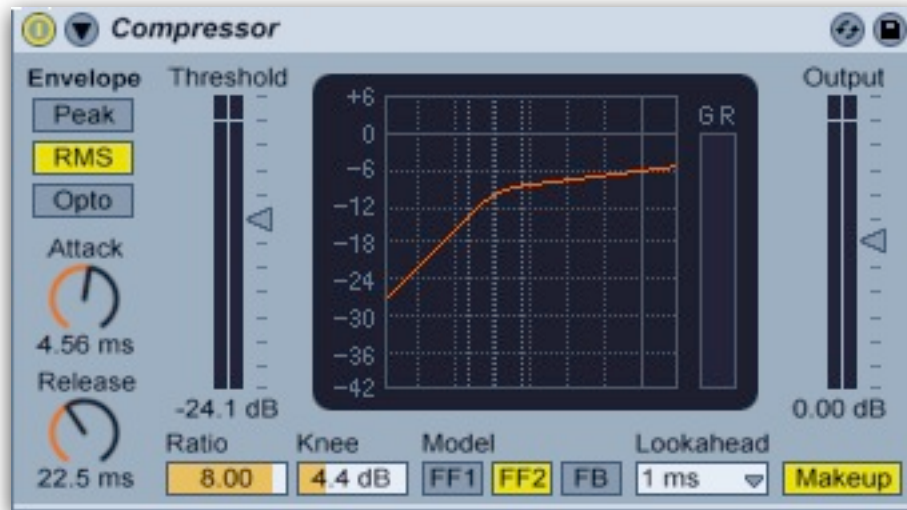 Compressor
Envelope
Peak
RMS
Opto
Attack
4.56 ms
Release
22.5 ms
Threshold
-24.1 dB
+6
0
-6
-12
-18
-24
-30
-36
-42
GR
Output
0.00 dB
Ratio
8.00
Knee
4.4 dB
Model
FF1 FF2 FB
Lookahead
1 ms
Makeup